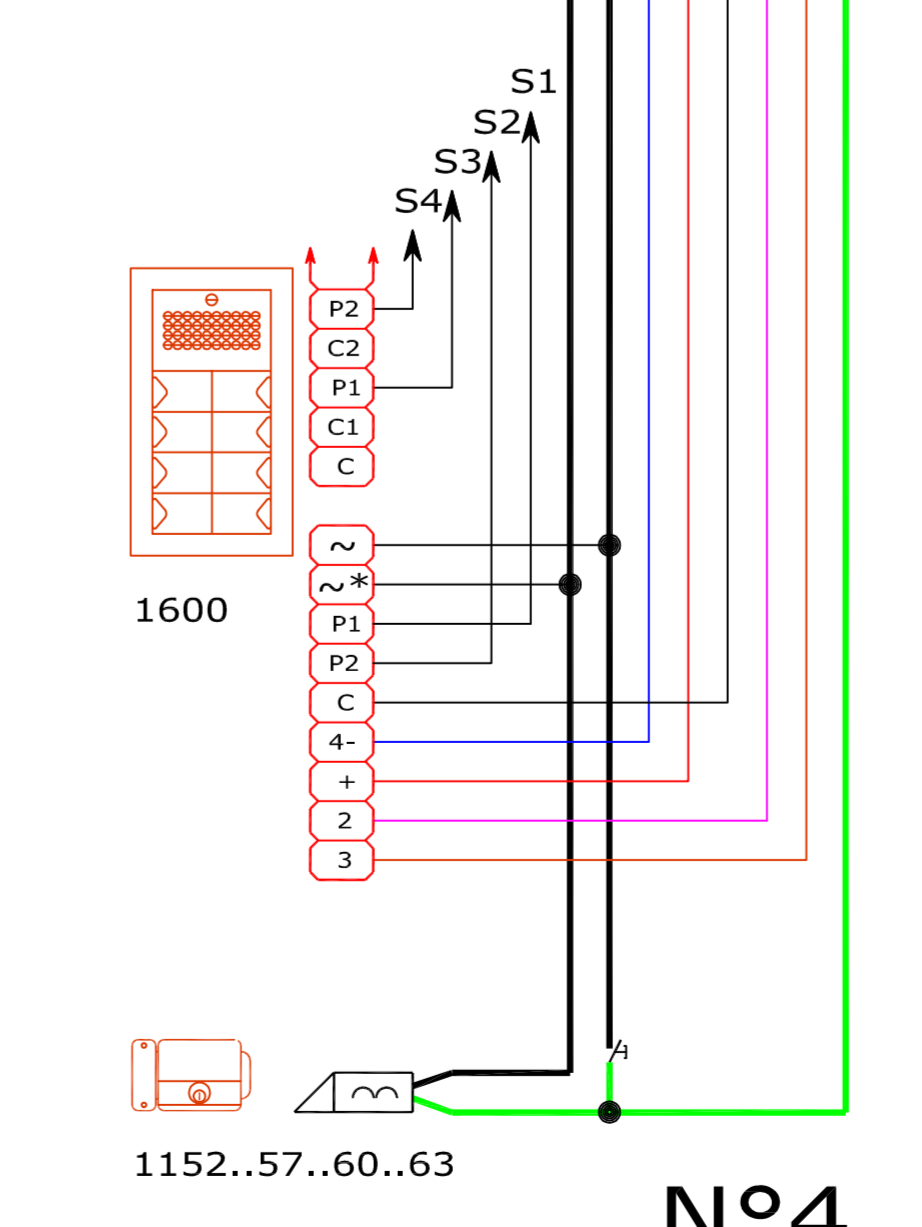 S1
S2
S3
S4
P2
C2
P1
C1
C
~
~*
P1
P2
C
4-
+
2
3
1600
1152..57..60..63
Nº4